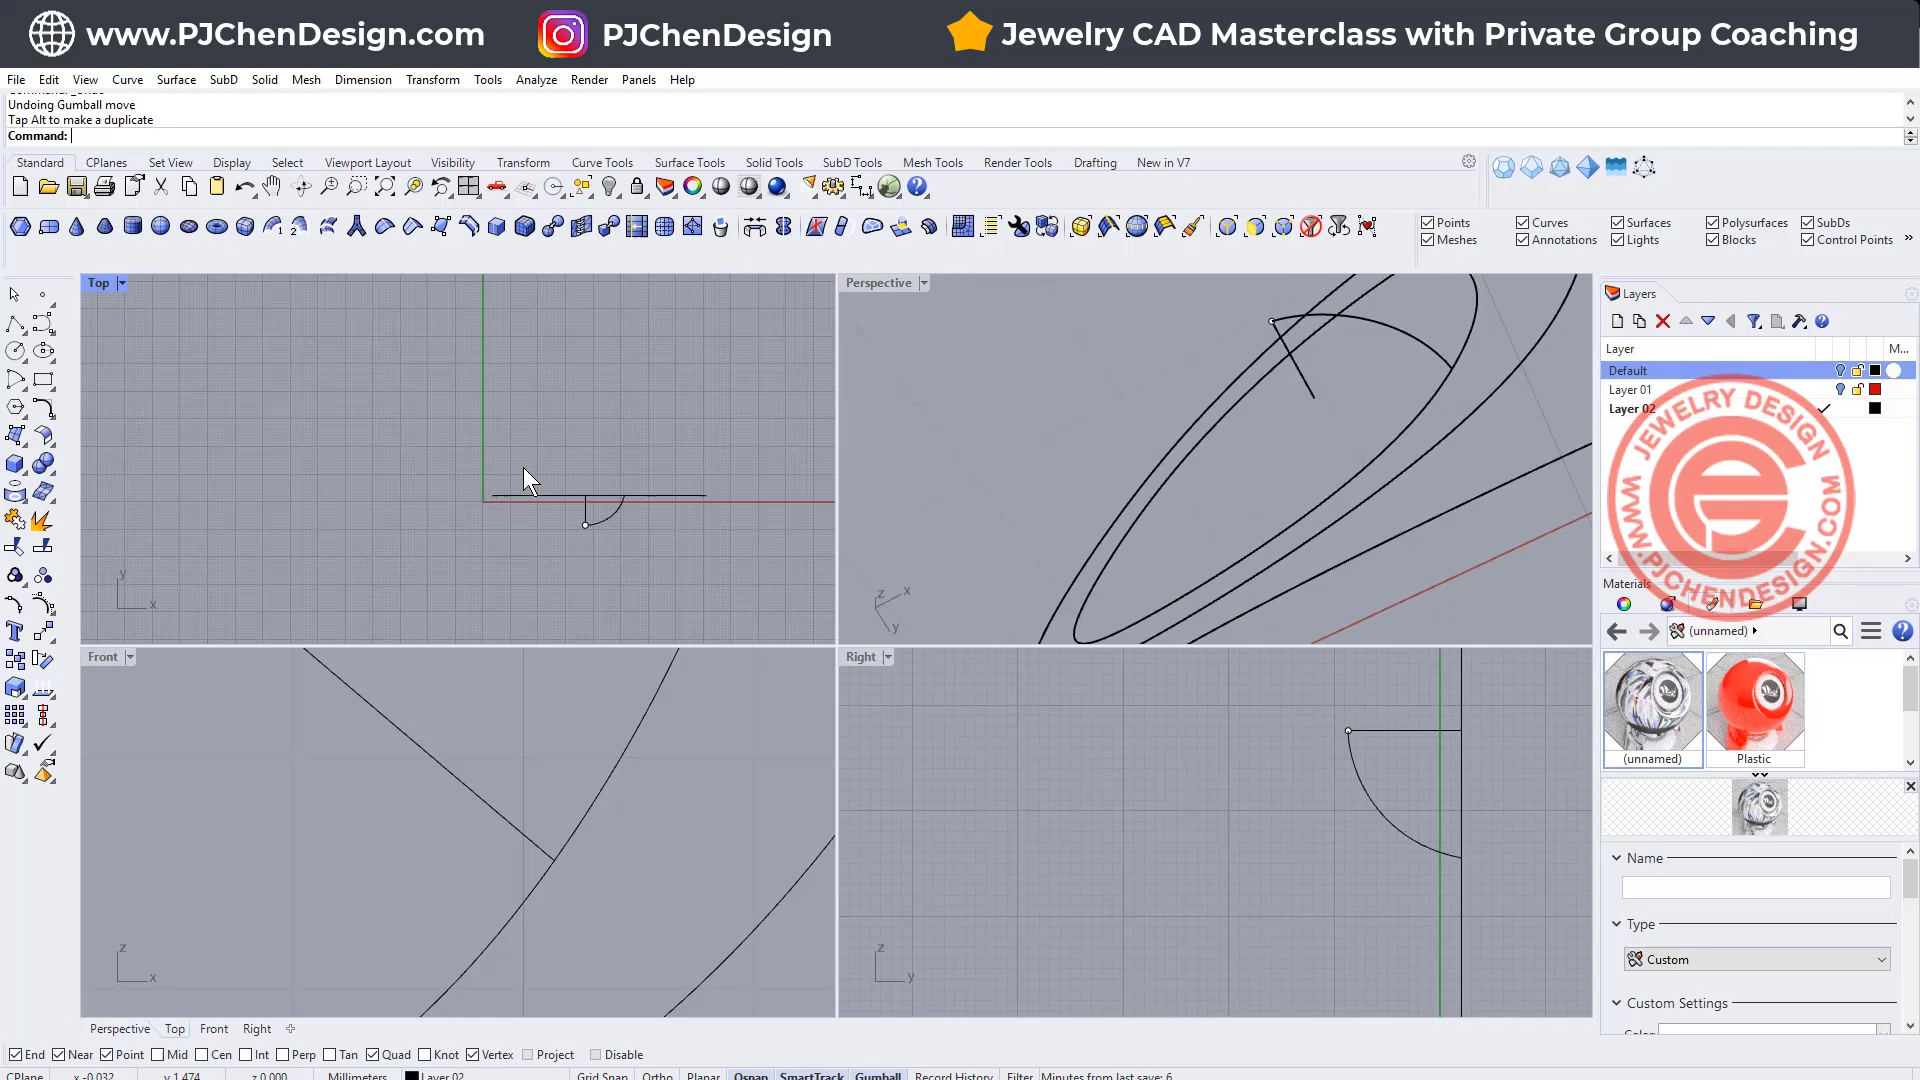 www.PJChenDesign.com PJChenDesign Jewelry CAD Masterclass with Private Group Coaching
File Edit View Curve Surface SubD Solid Mesh Dimension Transform Tools Analyze Render Panels Help
Undoing Gumball move
Tap Alt to make a duplicate
Command:
Standard CPlanes Set View Display Select Viewport Layout Visibility Transform Curve Tools Surface Tools Solid Tools SubD Tools Mesh Tools Render Tools Drafting New in V7
Points Curves Surfaces Polysurfaces SubDs
Meshes Annotations Lights Blocks Control Points
Top Perspective
Layers
Layer M...
Default
Layer 01
Layer 02
JEWELRY DESIGN
WWW.PJCHENDESIGN.COM
z x y
y x
Materials
(unnamed)
Front Right
(unnamed) Plastic
Name
Type
Custom
Custom Settings
z x
z y
Perspective Top Front Right
End Near Point Mid Cen Int Perp Tan Quad Knot Vertex Project Disable
CPlane x -0.032 y 1.474 z 0.000 Millimeters Layer 02 Grid Snap Ortho Planar Osnap SmartTrack Gumball Record History Filter Minutes from last save: 6